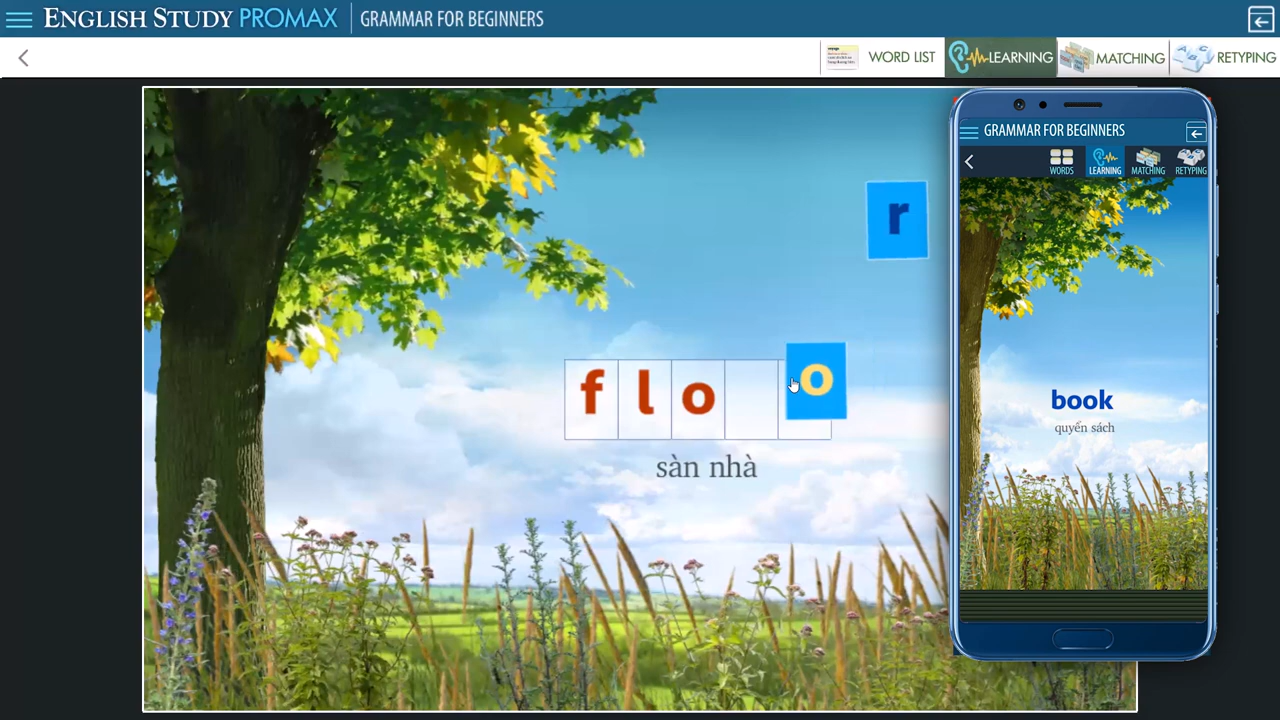 ENGLISH STUDY PROMAX GRAMMAR FOR BEGINNERS
WORD LIST LEARNING MATCHING RETYPING
r
f l o o
sàn nhà
GRAMMAR FOR BEGINNERS
WORDS LEARNING MATCHING RETYPING
book
quyển sách